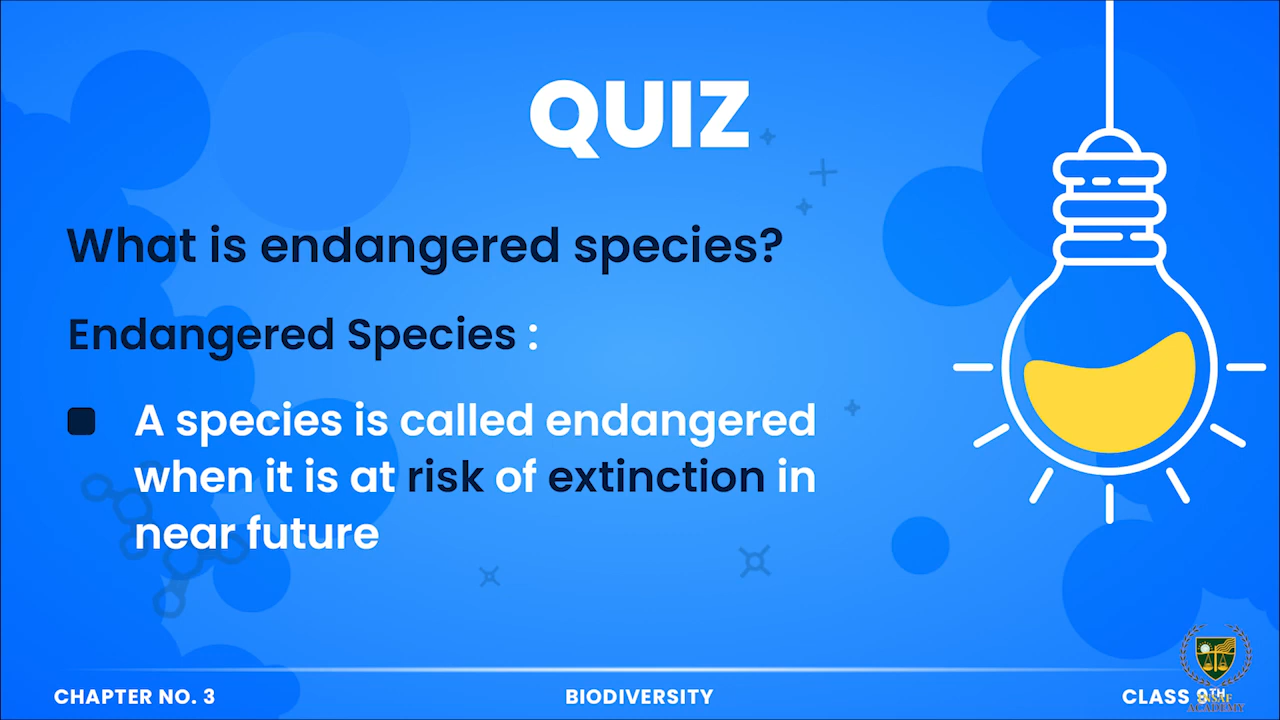 QUIZ
What is endangered species?
Endangered Species :
A species is called endangered
when it is at risk of extinction in
near future
CHAPTER NO. 3
BIODIVERSITY
CLASS 9TH
ACADEMY